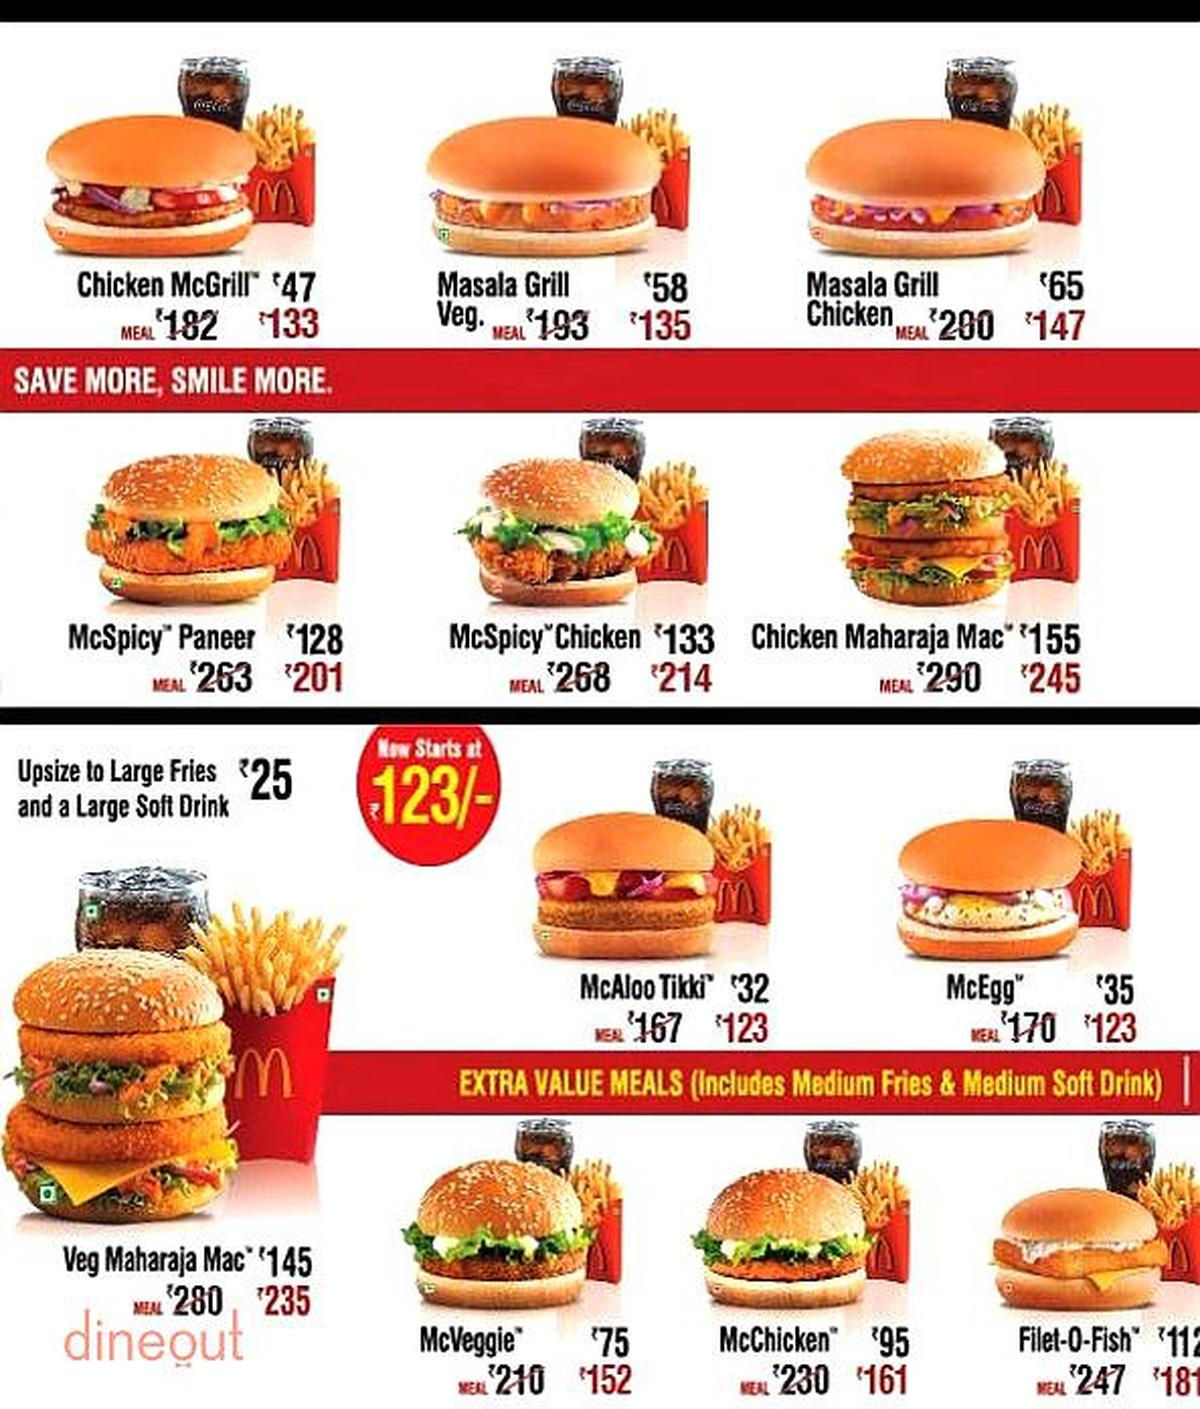 Chicken McGrill™ ₹47
MEAL ₹182 ₹133
Masala Grill ₹58
Veg. MEAL ₹193 ₹135
Masala Grill ₹65
Chicken MEAL ₹200 ₹147
SAVE MORE, SMILE MORE.
McSpicy™ Paneer ₹128
MEAL ₹263 ₹201
McSpicy™ Chicken ₹133
MEAL ₹268 ₹214
Chicken Maharaja Mac™ ₹155
MEAL ₹290 ₹245
Upsize to Large Fries ₹25
and a Large Soft Drink
Now Starts at
₹123/-
McAloo Tikki™ ₹32
MEAL ₹167 ₹123
McEgg™ ₹35
MEAL ₹170 ₹123
EXTRA VALUE MEALS (Includes Medium Fries & Medium Soft Drink)
Veg Maharaja Mac™ ₹145
MEAL ₹280 ₹235
dineout
McVeggie™ ₹75
MEAL ₹210 ₹152
McChicken™ ₹95
MEAL ₹230 ₹161
Filet-O-Fish™ ₹112
MEAL ₹247 ₹181